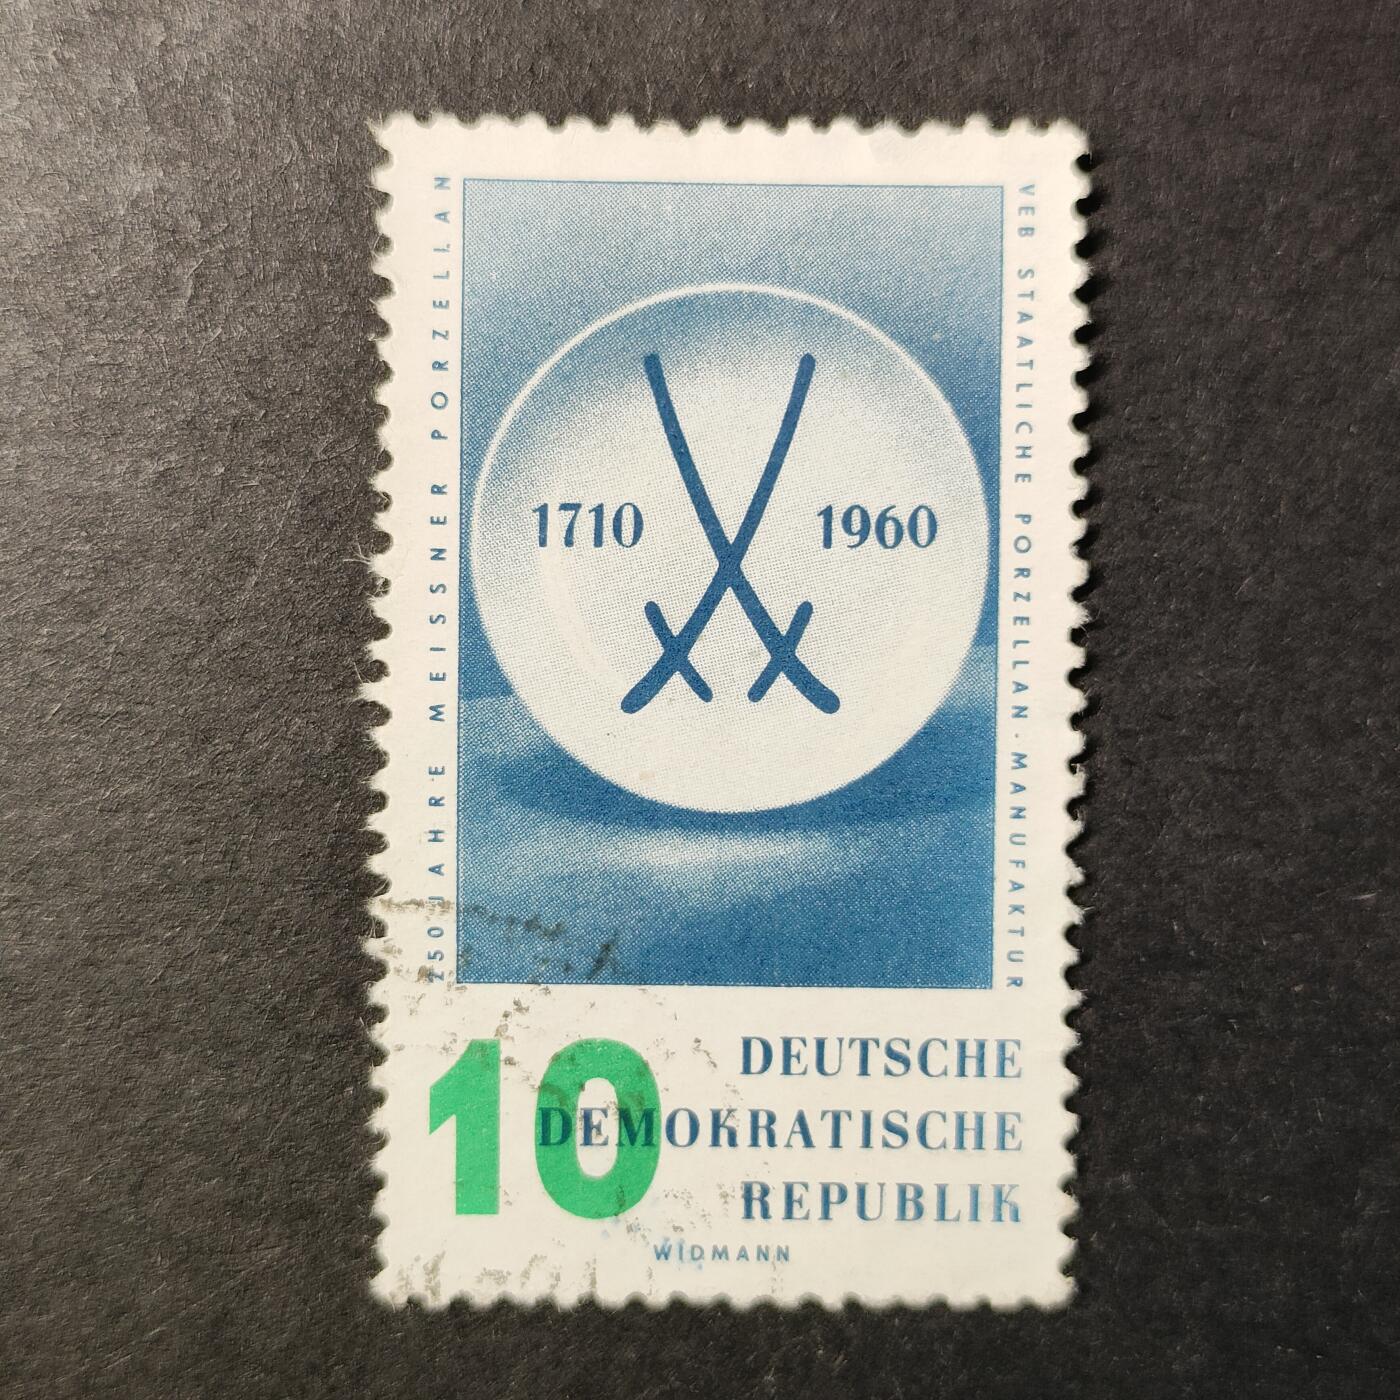 250 JAHRE MEISSNER PORZELLAN
VEB STAATLICHE PORZELLAN-MANUFAKTUR
1710 1960
10
DEUTSCHE
DEMOKRATISCHE
REPUBLIK
WIDMANN